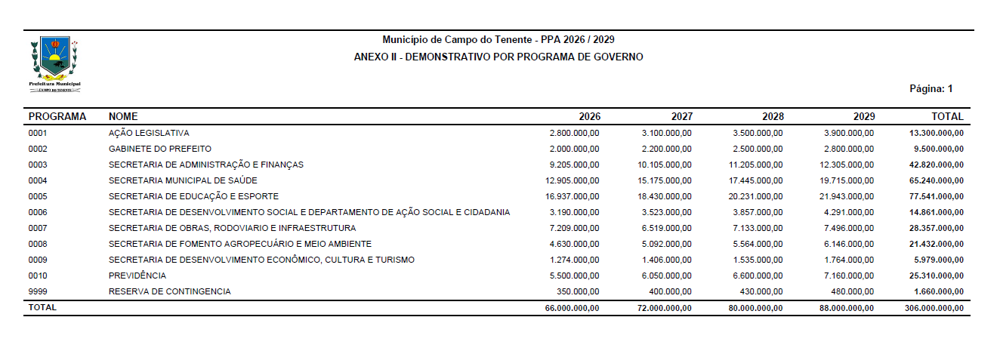 Município de Campo do Tenente - PPA 2026 / 2029
ANEXO II - DEMONSTRATIVO POR PROGRAMA DE GOVERNO
Prefeitura Municipal
CAMPO DO TENENTE
Página: 1
PROGRAMA NOME 2026 2027 2028 2029 TOTAL
0001 AÇÃO LEGISLATIVA 2.800.000,00 3.100.000,00 3.500.000,00 3.900.000,00 13.300.000,00
0002 GABINETE DO PREFEITO 2.000.000,00 2.200.000,00 2.500.000,00 2.800.000,00 9.500.000,00
0003 SECRETARIA DE ADMINISTRAÇÃO E FINANÇAS 9.205.000,00 10.105.000,00 11.205.000,00 12.305.000,00 42.820.000,00
0004 SECRETARIA MUNICIPAL DE SAÚDE 12.905.000,00 15.175.000,00 17.445.000,00 19.715.000,00 65.240.000,00
0005 SECRETARIA DE EDUCAÇÃO E ESPORTE 16.937.000,00 18.430.000,00 20.231.000,00 21.943.000,00 77.541.000,00
0006 SECRETARIA DE DESENVOLVIMENTO SOCIAL E DEPARTAMENTO DE AÇÃO SOCIAL E CIDADANIA 3.190.000,00 3.523.000,00 3.857.000,00 4.291.000,00 14.861.000,00
0007 SECRETARIA DE OBRAS, RODOVIARIO E INFRAESTRUTURA 7.209.000,00 6.519.000,00 7.133.000,00 7.496.000,00 28.357.000,00
0008 SECRETARIA DE FOMENTO AGROPECUÁRIO E MEIO AMBIENTE 4.630.000,00 5.092.000,00 5.564.000,00 6.146.000,00 21.432.000,00
0009 SECRETARIA DE DESENVOLVIMENTO ECONÔMICO, CULTURA E TURISMO 1.274.000,00 1.406.000,00 1.535.000,00 1.764.000,00 5.979.000,00
0010 PREVIDÊNCIA 5.500.000,00 6.050.000,00 6.600.000,00 7.160.000,00 25.310.000,00
9999 RESERVA DE CONTINGENCIA 350.000,00 400.000,00 430.000,00 480.000,00 1.660.000,00
TOTAL 66.000.000,00 72.000.000,00 80.000.000,00 88.000.000,00 306.000.000,00